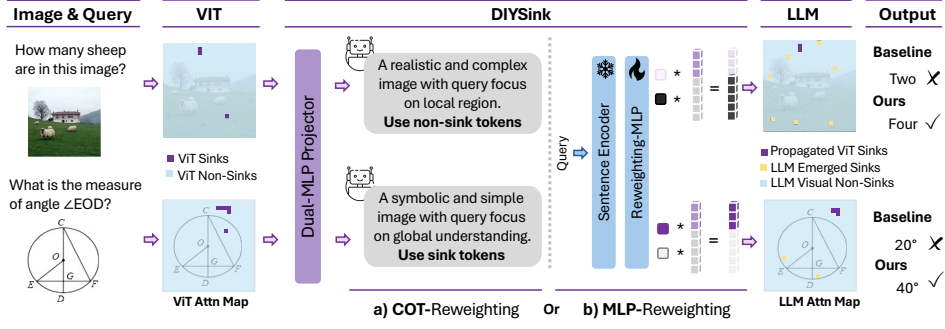 Image & Query
VIT
DIYSink
LLM
Output
How many sheep
are in this image?
ViT Sinks
ViT Non-Sinks
What is the measure
of angle ∠EOD?
C
O
G
E
F
D
C
O
G
E
F
D
ViT Attn Map
Dual-MLP Projector
A realistic and complex
image with query focus
on local region.
Use non-sink tokens
A symbolic and simple
image with query focus
on global understanding.
Use sink tokens
a) COT-Reweighting
Or
b) MLP-Reweighting
Query
Sentence Encoder
Reweighting-MLP
*
*
=
*
*
=
Propagated ViT Sinks
LLM Emerged Sinks
LLM Visual Non-Sinks
C
O
G
E
F
D
LLM Attn Map
Baseline
Two ✗
Ours
Four ✓
Baseline
20° ✗
Ours
40° ✓